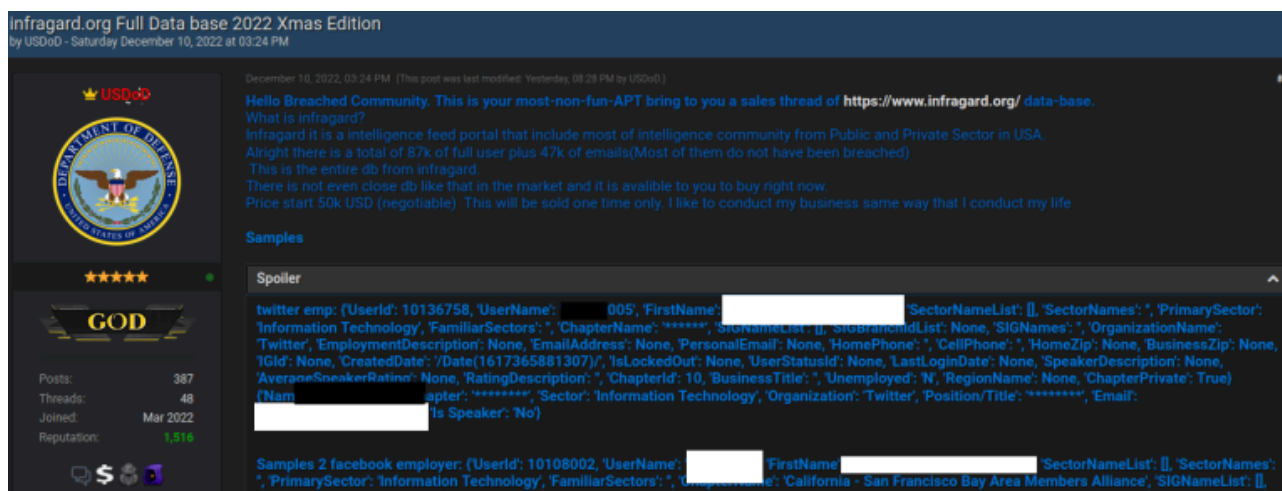 infragard.org Full Data base 2022 Xmas Edition
by USDoD - Saturday December 10, 2022 at 03:24 PM
USDoD
DEPARTMENT OF DEFENSE
UNITED STATES OF AMERICA
GOD
Posts: 387
Threads: 48
Joined: Mar 2022
Reputation: 1,516
December 10, 2022, 03:24 PM (This post was last modified: Yesterday, 08:28 PM by USDoD.)
Hello Breached Community. This is your most-non-fun-APT bring to you a sales thread of https://www.infragard.org/ data-base.
What is infragard?
Infragard it is a intelligence feed portal that include most of intelligence community from Public and Private Sector in USA.
Alright there is a total of 87k of full user plus 47k of emails(Most of them do not have been breached)
This is the entire db from infragard.
There is not even close db like that in the market and it is avalible to you to buy right now.
Price start 50k USD (negotiable) This will be sold one time only. I like to conduct my business same way that I conduct my life
Samples
Spoiler
twitter emp: {'UserId': 10136758, 'UserName': 005', 'FirstName': 'SectorNameList': [], 'SectorNames': '', 'PrimarySector':
'Information Technology', 'FamiliarSectors': '', 'ChapterName': '******', 'SIGNameList': [], 'SIGBranchIdList': None, 'SIGNames': '', 'OrganizationName':
'Twitter', 'EmploymentDescription': None, 'EmailAddress': None, 'PersonalEmail': None, 'HomePhone': '', 'CellPhone': '', 'HomeZip': None, 'BusinessZip': None,
'IGId': None, 'CreatedDate': '/Date(1617365881307)/', 'IsLockedOut': None, 'UserStatusId': None, 'LastLoginDate': None, 'SpeakerDescription': None,
'AverageSpeakerRating': None, 'RatingDescription': '', 'ChapterId': 10, 'BusinessTitle': '', 'Unemployed': 'N', 'RegionName': None, 'ChapterPrivate': True}
{'Nam apter': '********', 'Sector': 'Information Technology', 'Organization': 'Twitter', 'Position/Title': '********', 'Email':
'Is Speaker': 'No'}
Samples 2 facebook employer: {'UserId': 10108002, 'UserName': 'FirstName' 'SectorNameList': [], 'SectorNames':
'', 'PrimarySector': 'Information Technology', 'FamiliarSectors': '', 'ChapterName': 'California - San Francisco Bay Area Members Alliance', 'SIGNameList': [],